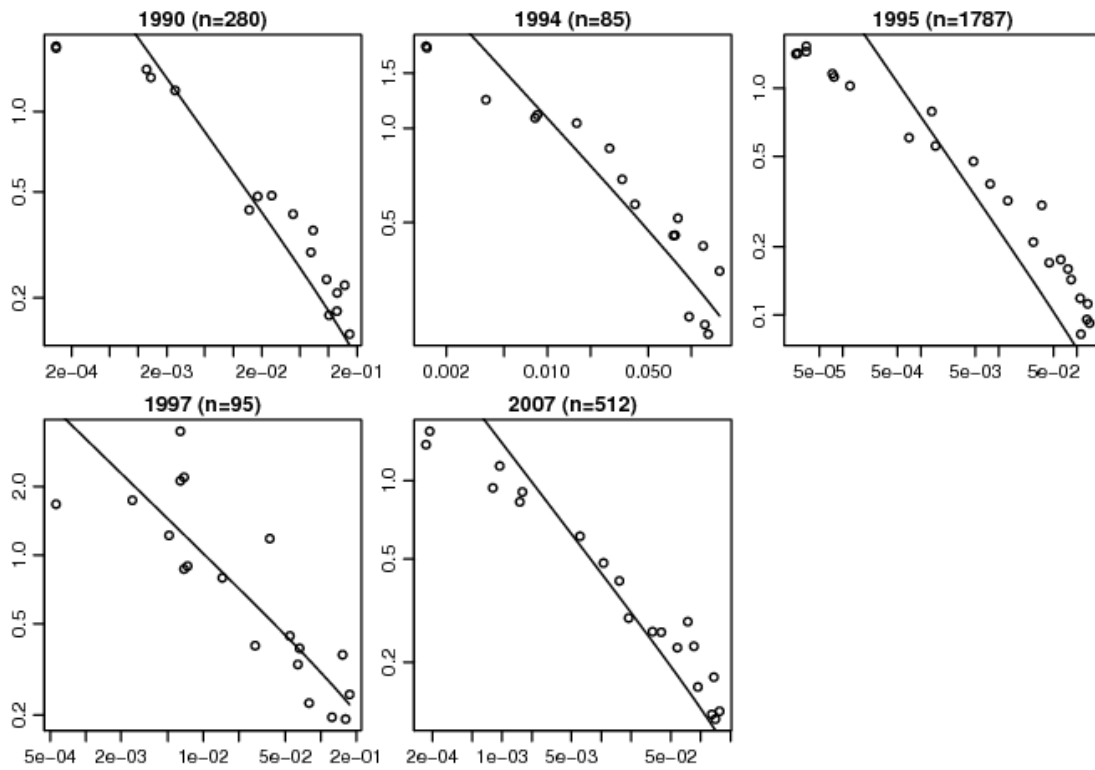 1990 (n=280)
1.0
0.5
0.2
2e-04
2e-03
2e-02
2e-01
1994 (n=85)
1.5
1.0
0.5
0.002
0.010
0.050
1995 (n=1787)
1.0
0.5
0.2
0.1
5e-05
5e-04
5e-03
5e-02
1997 (n=95)
2.0
1.0
0.5
0.2
5e-04
2e-03
1e-02
5e-02
2e-01
2007 (n=512)
1.0
0.5
0.2
2e-04
1e-03
5e-03
5e-02